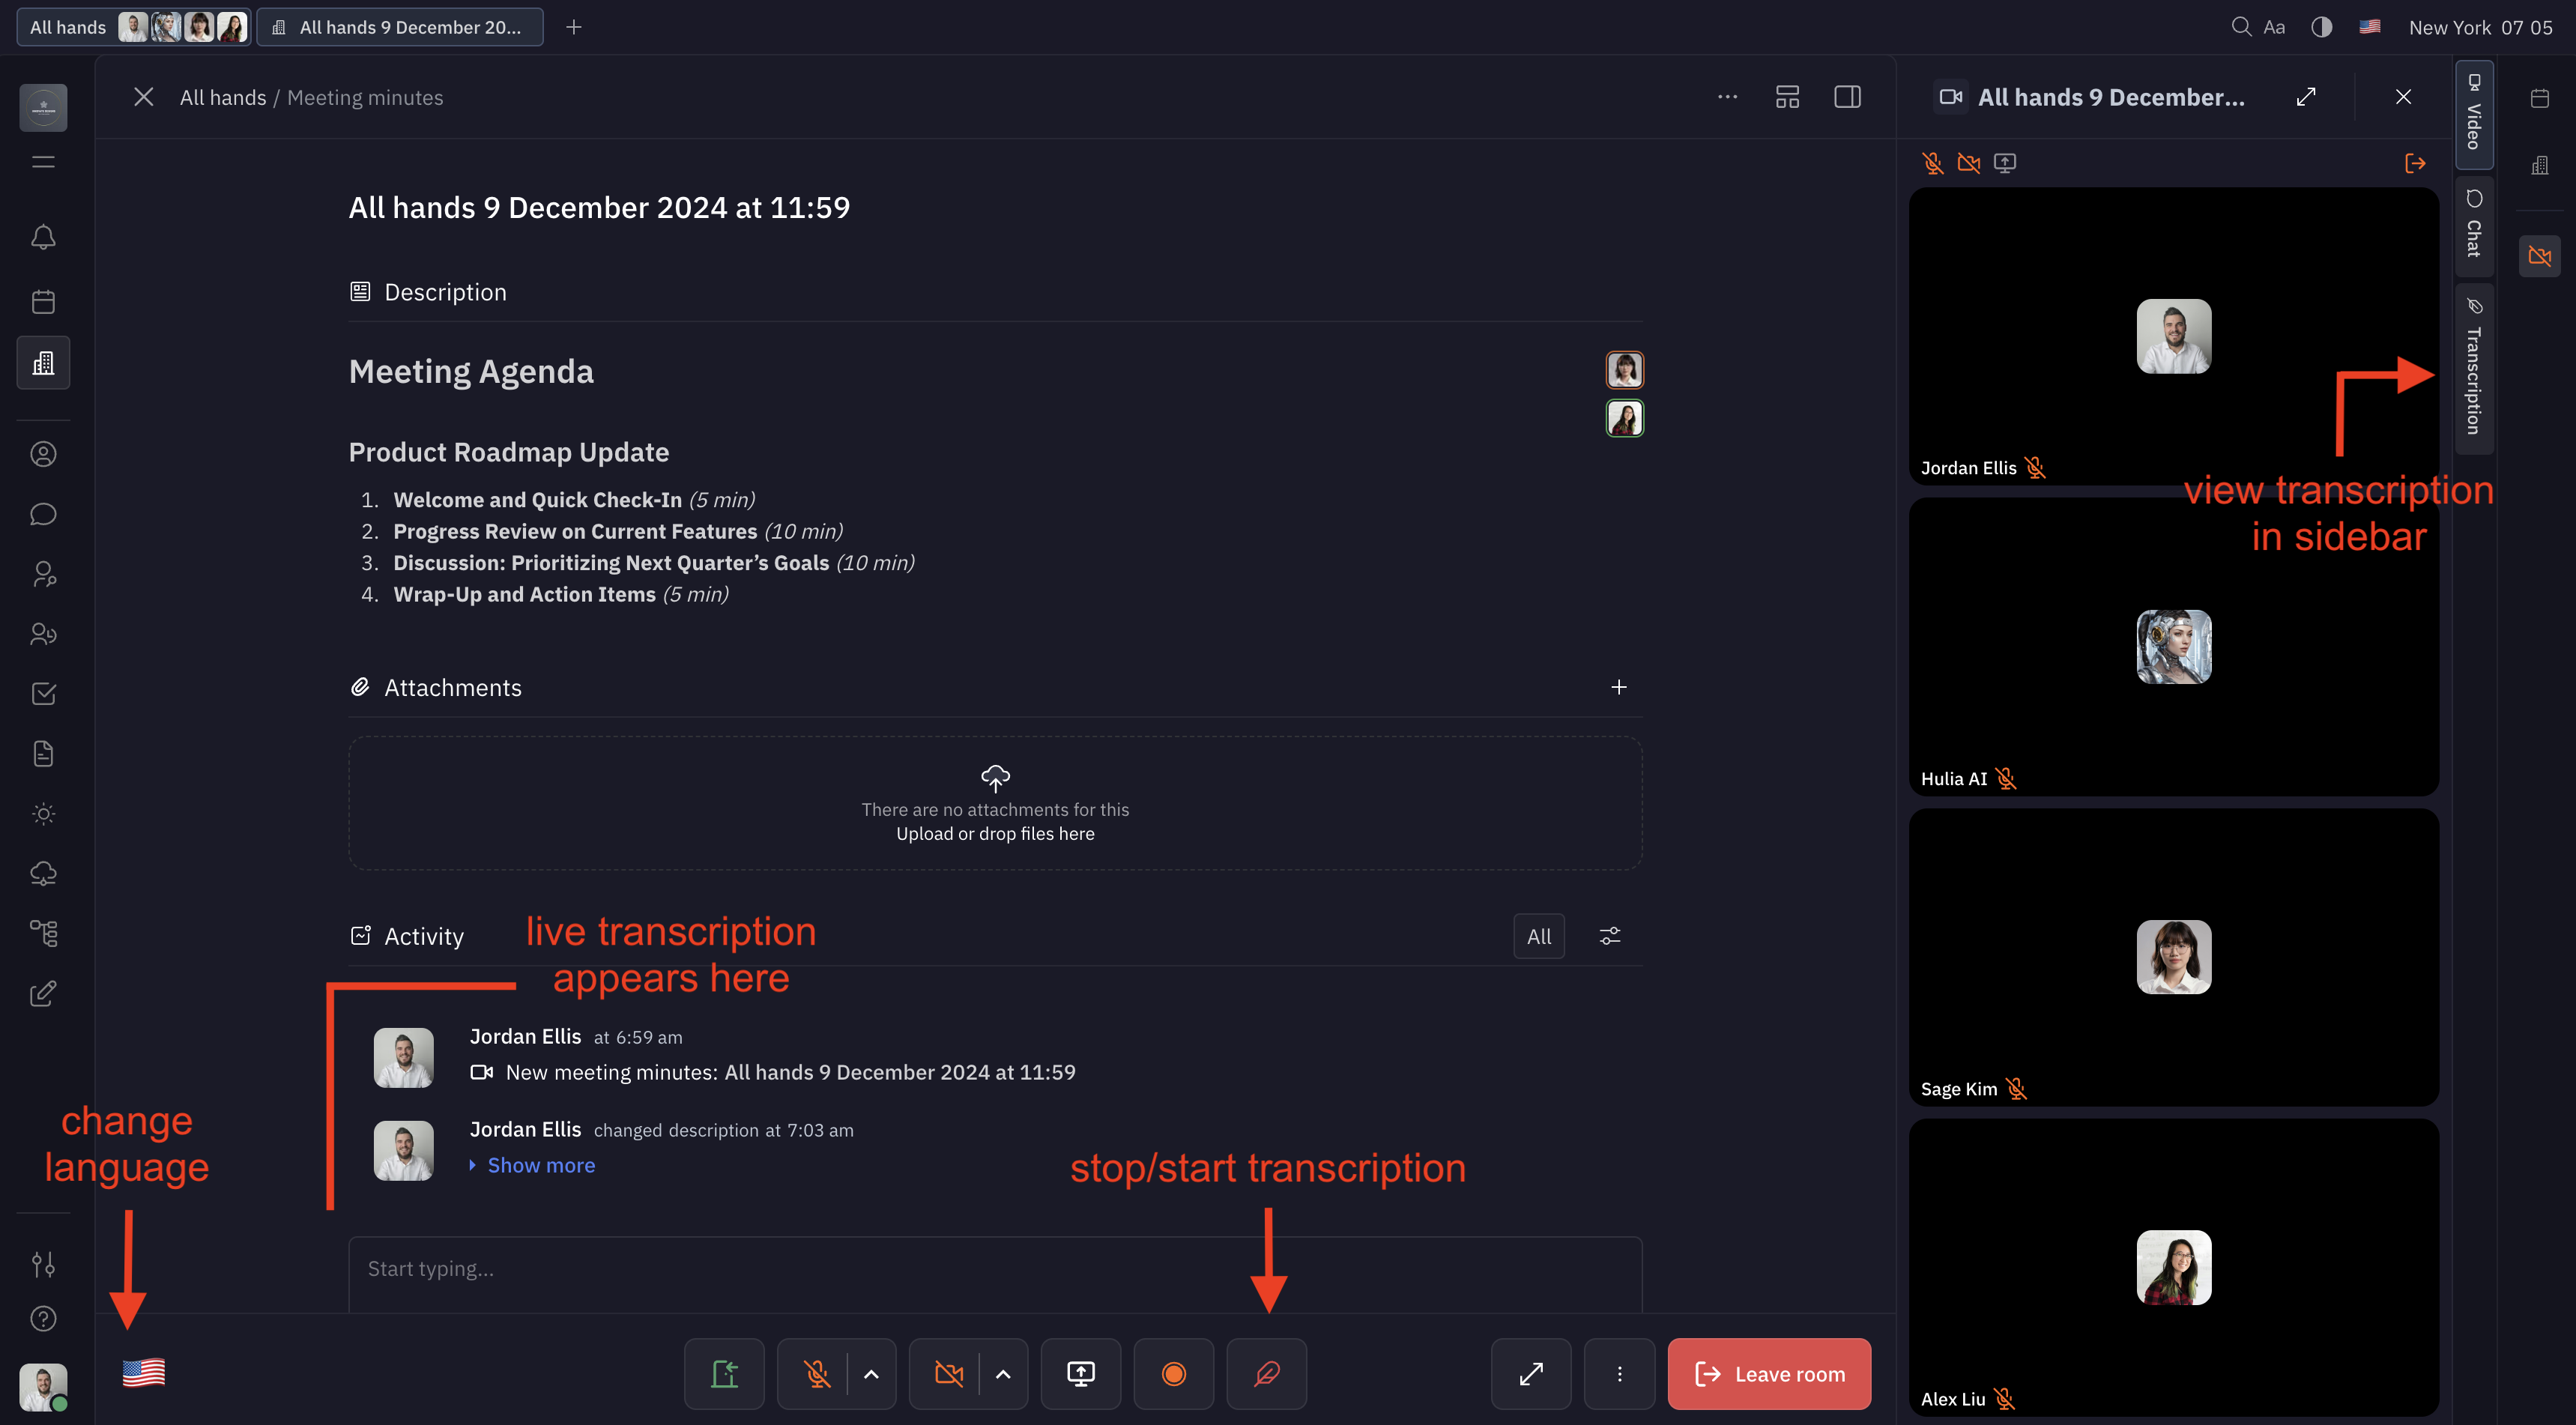 All hands
All hands 9 December 20...
Aa
New York 07 05
All hands / Meeting minutes
All hands 9 December 2024 at 11:59
Description
Meeting Agenda
Product Roadmap Update
1. Welcome and Quick Check-In (5 min)
2. Progress Review on Current Features (10 min)
3. Discussion: Prioritizing Next Quarter’s Goals (10 min)
4. Wrap-Up and Action Items (5 min)
Attachments
There are no attachments for this
Upload or drop files here
Activity
live transcription
appears here
All
Jordan Ellis at 6:59 am
New meeting minutes: All hands 9 December 2024 at 11:59
Jordan Ellis changed description at 7:03 am
Show more
change
language
stop/start transcription
Start typing...
Leave room
All hands 9 December...
Jordan Ellis
view transcription
in sidebar
Hulia AI
Sage Kim
Alex Liu
Video
Chat
Transcription